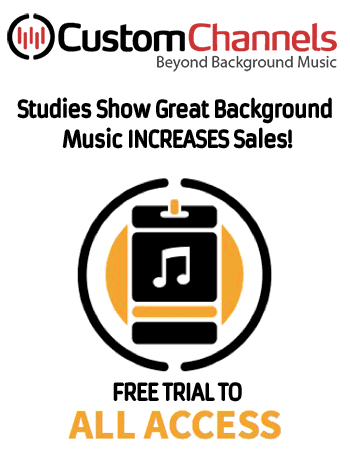 CustomChannels
Beyond Background Music
Studies Show Great Background
Music INCREASES Sales!
FREE TRIAL TO
ALL ACCESS